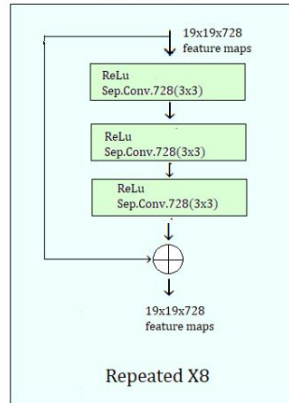 19x19x728
feature maps
ReLu
Sep.Conv.728(3x3)
ReLu
Sep.Conv.728(3x3)
ReLu
Sep.Conv.728(3x3)
19x19x728
feature maps
Repeated X8